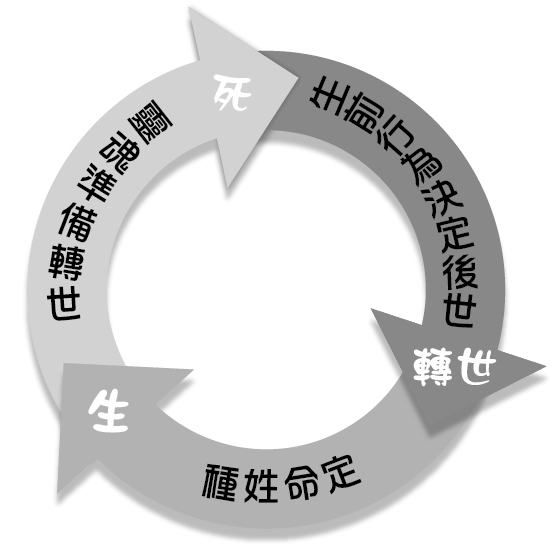 死
生前行為決定後世
轉世
種姓命定
生
靈魂準備轉世